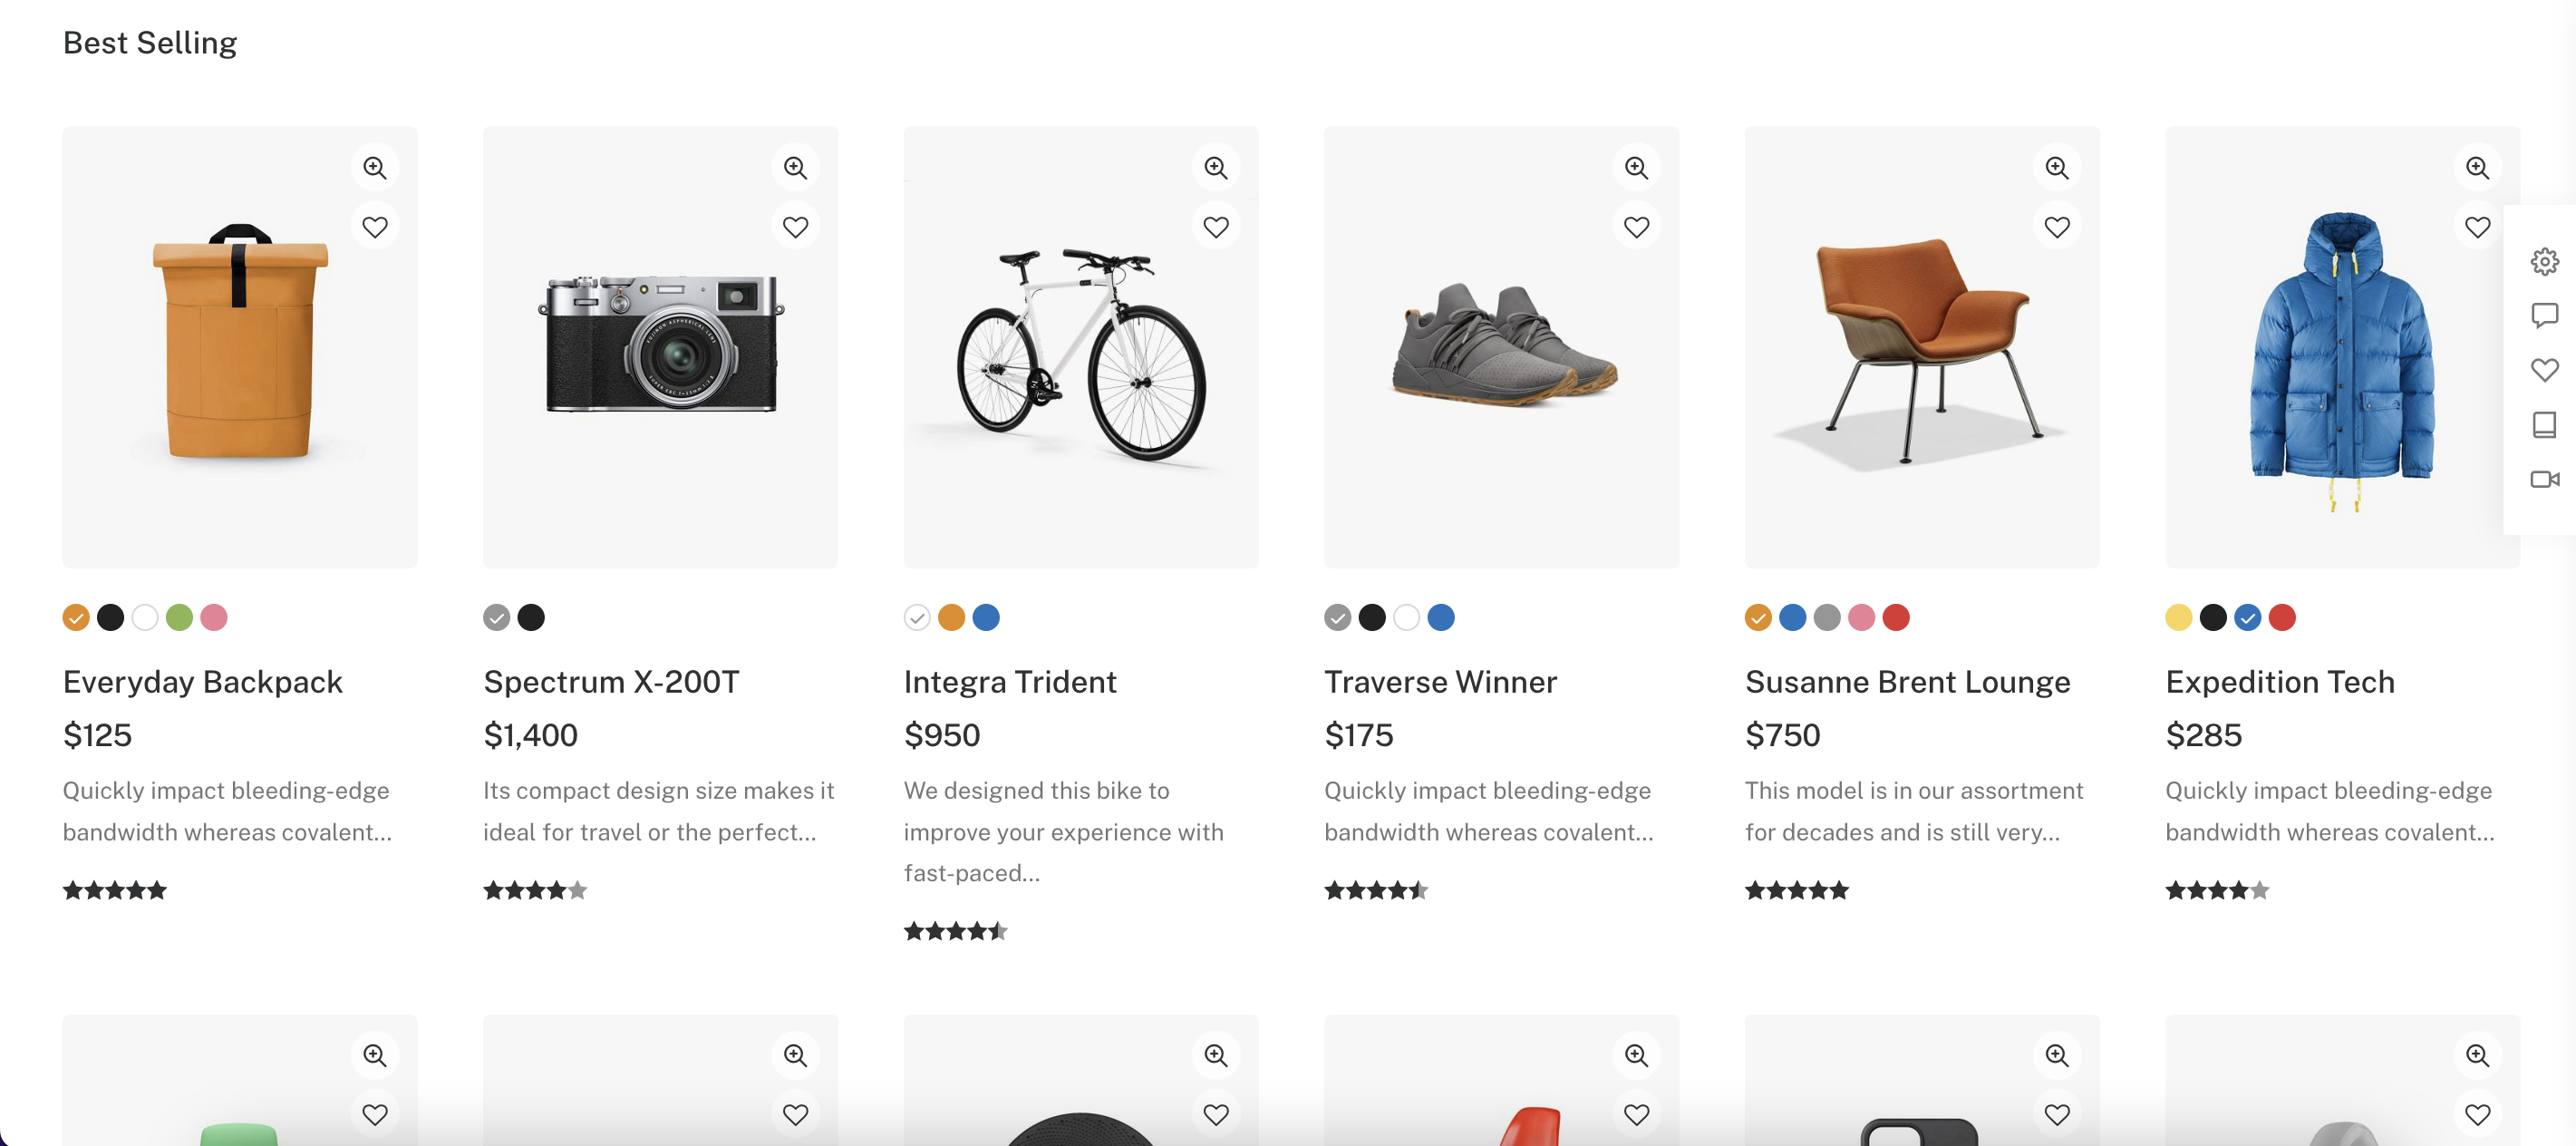 Best Selling
Everyday Backpack
$125
Quickly impact bleeding-edge
bandwidth whereas covalent...
Spectrum X-200T
$1,400
Its compact design size makes it
ideal for travel or the perfect...
Integra Trident
$950
We designed this bike to
improve your experience with
fast-paced...
Traverse Winner
$175
Quickly impact bleeding-edge
bandwidth whereas covalent...
Susanne Brent Lounge
$750
This model is in our assortment
for decades and is still very...
Expedition Tech
$285
Quickly impact bleeding-edge
bandwidth whereas covalent...